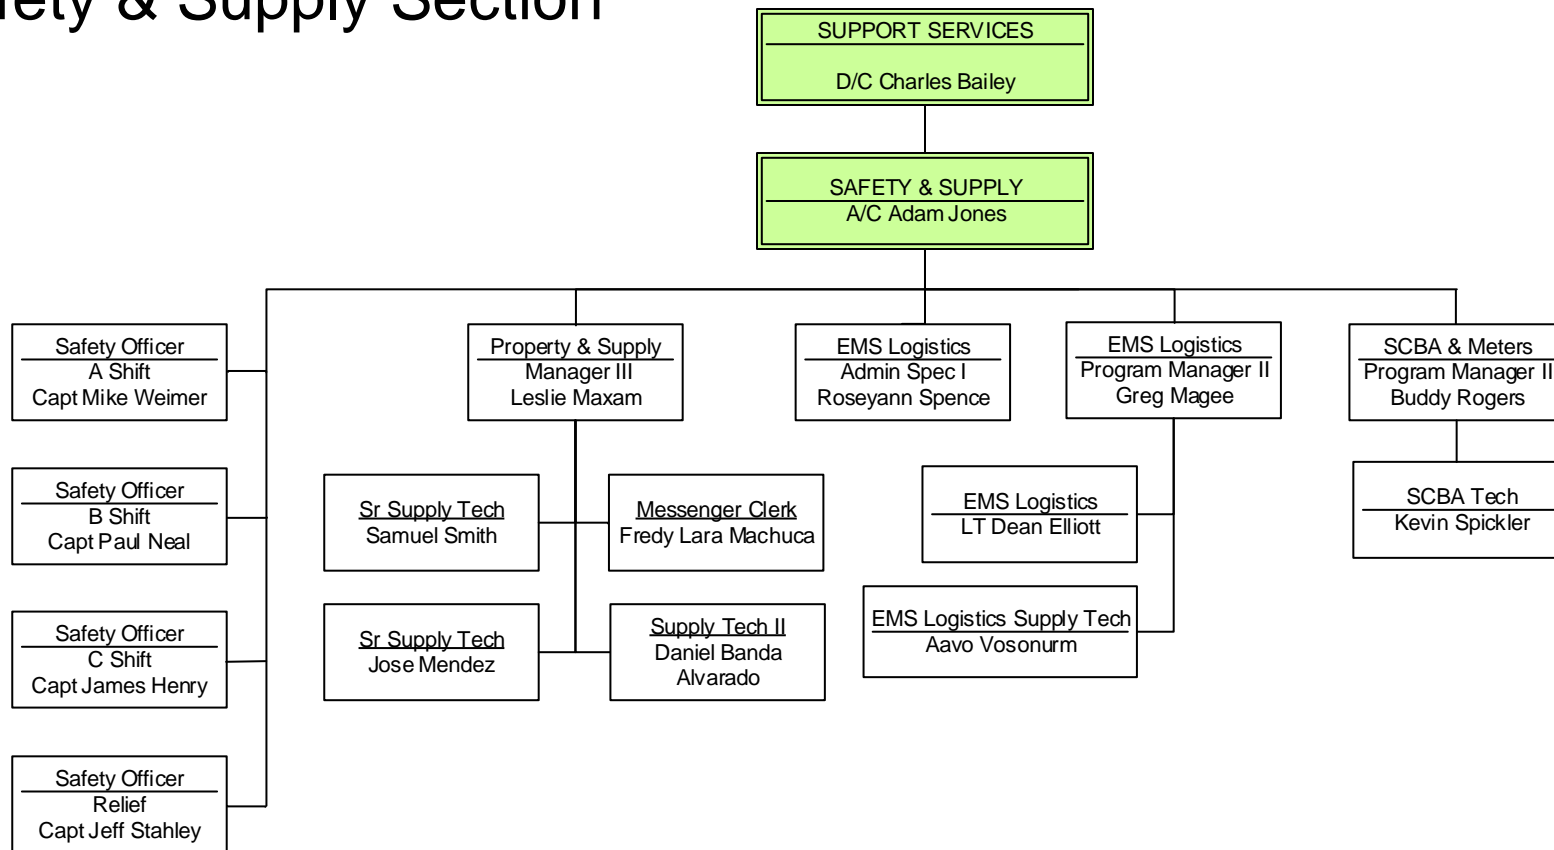 fety & Supply Section
SUPPORT SERVICES
D/C Charles Bailey
SAFETY & SUPPLY
A/C Adam Jones
Safety Officer
A Shift
Capt Mike Weimer
Property & Supply
Manager III
Leslie Maxam
EMS Logistics
Admin Spec I
Roseyann Spence
EMS Logistics
Program Manager II
Greg Magee
SCBA & Meters
Program Manager II
Buddy Rogers
Safety Officer
B Shift
Capt Paul Neal
Sr Supply Tech
Samuel Smith
Messenger Clerk
Fredy Lara Machuca
EMS Logistics
LT Dean Elliott
SCBA Tech
Kevin Spickler
Safety Officer
C Shift
Capt James Henry
Sr Supply Tech
Jose Mendez
Supply Tech II
Daniel Banda
Alvarado
EMS Logistics Supply Tech
Aavo Vosonurm
Safety Officer
Relief
Capt Jeff Stahley